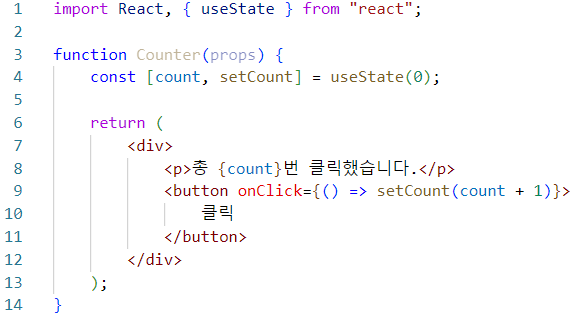 1 import React, { useState } from "react";
2
3 function Counter(props) {
4     const [count, setCount] = useState(0);
5
6     return (
7         <div>
8             <p>총 {count}번 클릭했습니다.</p>
9             <button onClick={() => setCount(count + 1)}>
10                 클릭
11             </button>
12         </div>
13     );
14 }